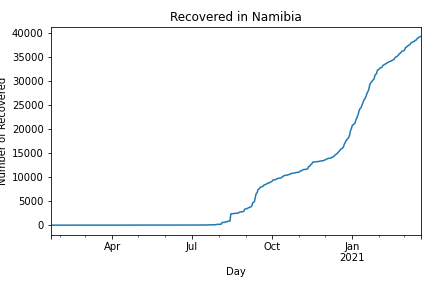 Recovered in Namibia
40000
35000
30000
25000
20000
15000
10000
5000
0
Number of Recovered
Apr
Jul
Oct
Jan
2021
Day